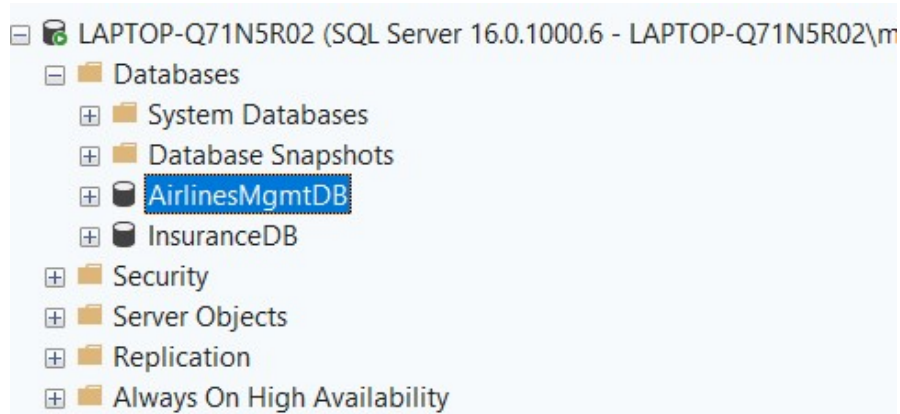 LAPTOP-Q71N5R02 (SQL Server 16.0.1000.6 - LAPTOP-Q71N5R02\m
Databases
System Databases
Database Snapshots
AirlinesMgmtDB
InsuranceDB
Security
Server Objects
Replication
Always On High Availability